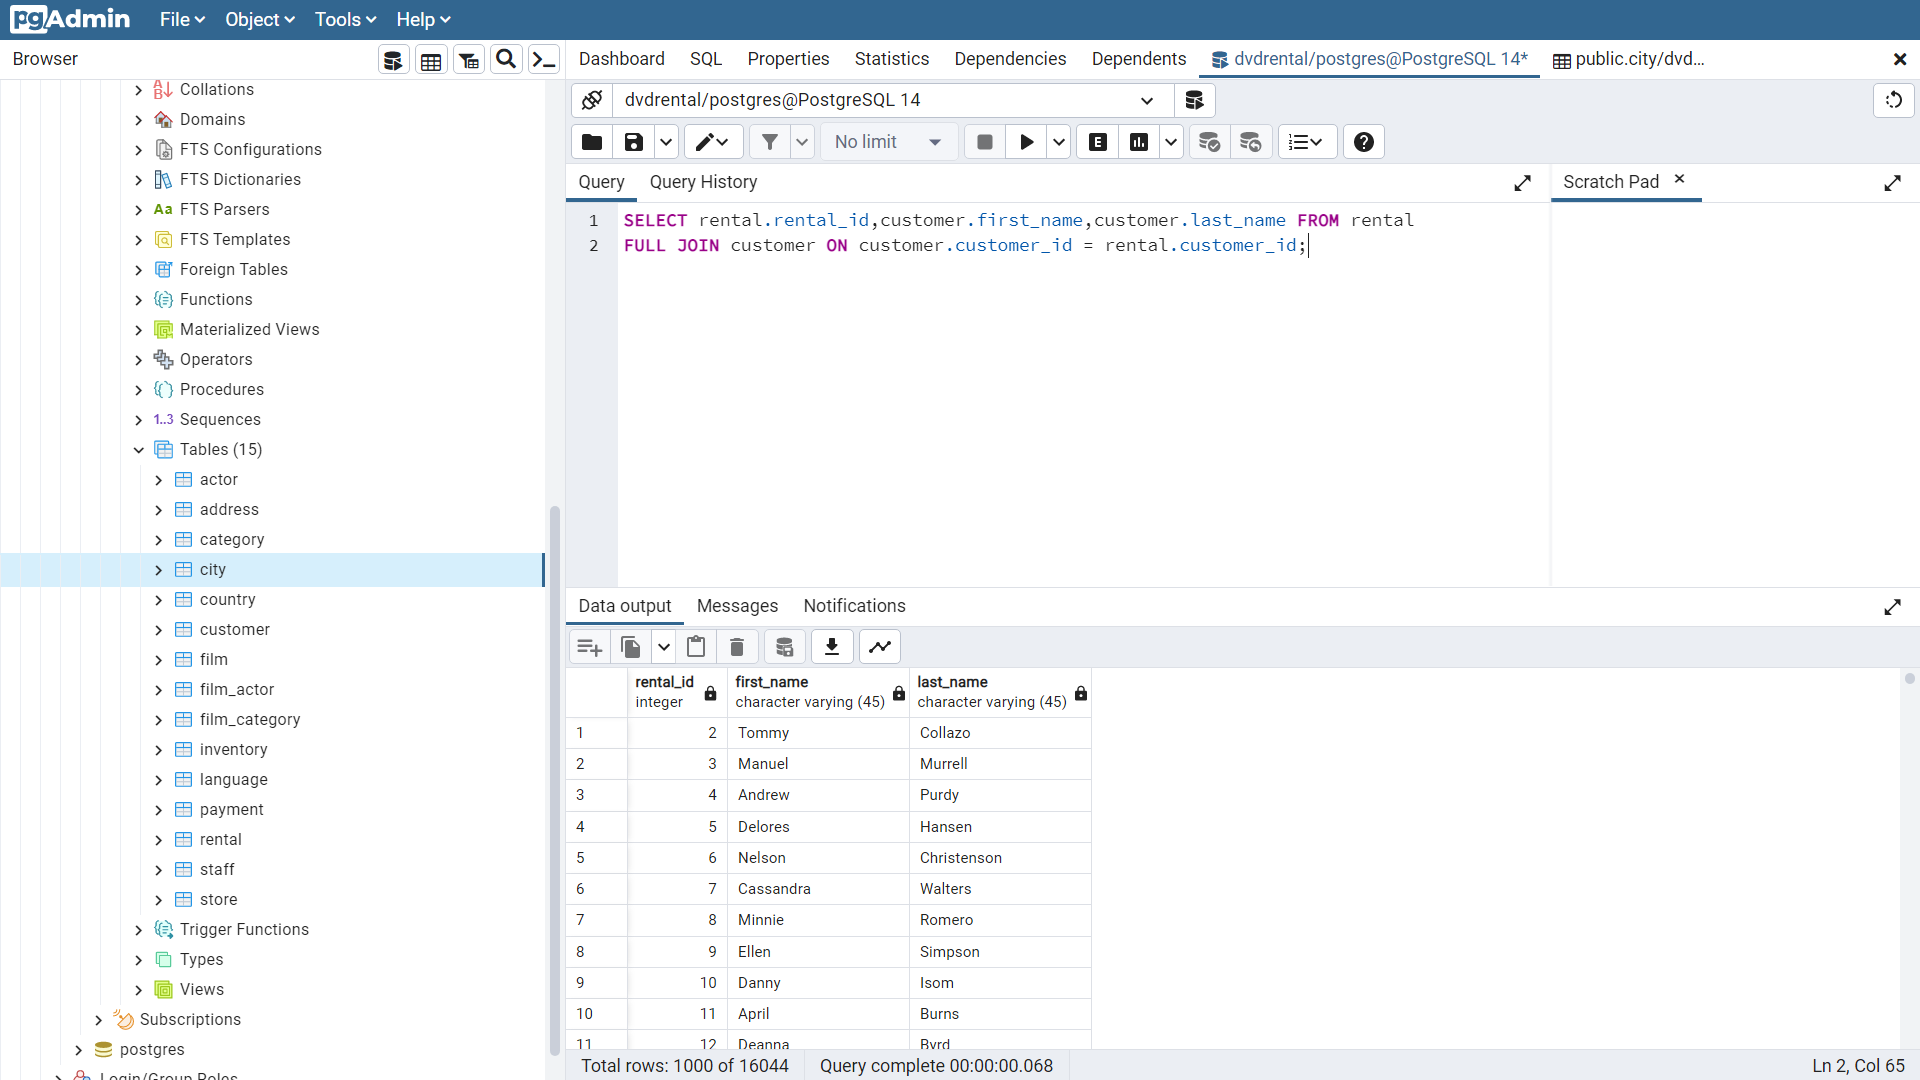 pgAdmin File Object Tools Help
Browser
Dashboard SQL Properties Statistics Dependencies Dependents dvdrental/postgres@PostgreSQL 14* public.city/dvd...
dvdrental/postgres@PostgreSQL 14
No limit
E
Query Query History
Scratch Pad
1 SELECT rental.rental_id,customer.first_name,customer.last_name FROM rental
2 FULL JOIN customer ON customer.customer_id = rental.customer_id;
Collations
Domains
FTS Configurations
FTS Dictionaries
Aa FTS Parsers
FTS Templates
Foreign Tables
Functions
Materialized Views
Operators
Procedures
1..3 Sequences
Tables (15)
actor
address
category
city
country
customer
film
film_actor
film_category
inventory
language
payment
rental
staff
store
Trigger Functions
Types
Views
Subscriptions
postgres
Login/Group Roles
Data output Messages Notifications
rental_id integer first_name character varying (45) last_name character varying (45)
1 2 Tommy Collazo
2 3 Manuel Murrell
3 4 Andrew Purdy
4 5 Delores Hansen
5 6 Nelson Christenson
6 7 Cassandra Walters
7 8 Minnie Romero
8 9 Ellen Simpson
9 10 Danny Isom
10 11 April Burns
11 12 Deanna Byrd
Total rows: 1000 of 16044 Query complete 00:00:00.068 Ln 2, Col 65